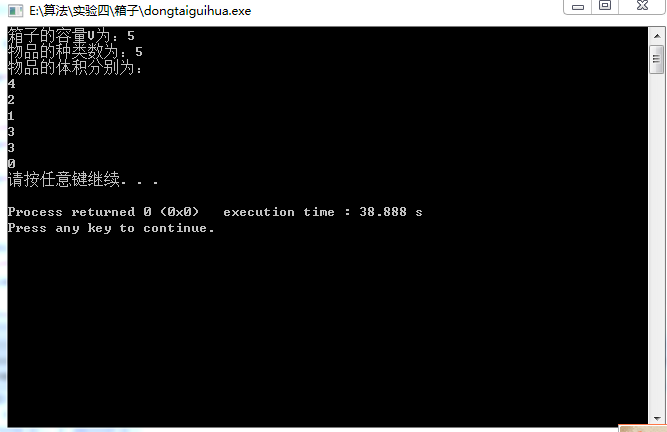 E:\算法\实验四\箱子\dongtaiguihua.exe
箱子的容量V为：5
物品的种类数为：5
物品的体积分别为：
4
2
1
3
3
0
请按任意键继续. . .
Process returned 0 (0x0)   execution time : 38.888 s
Press any key to continue.